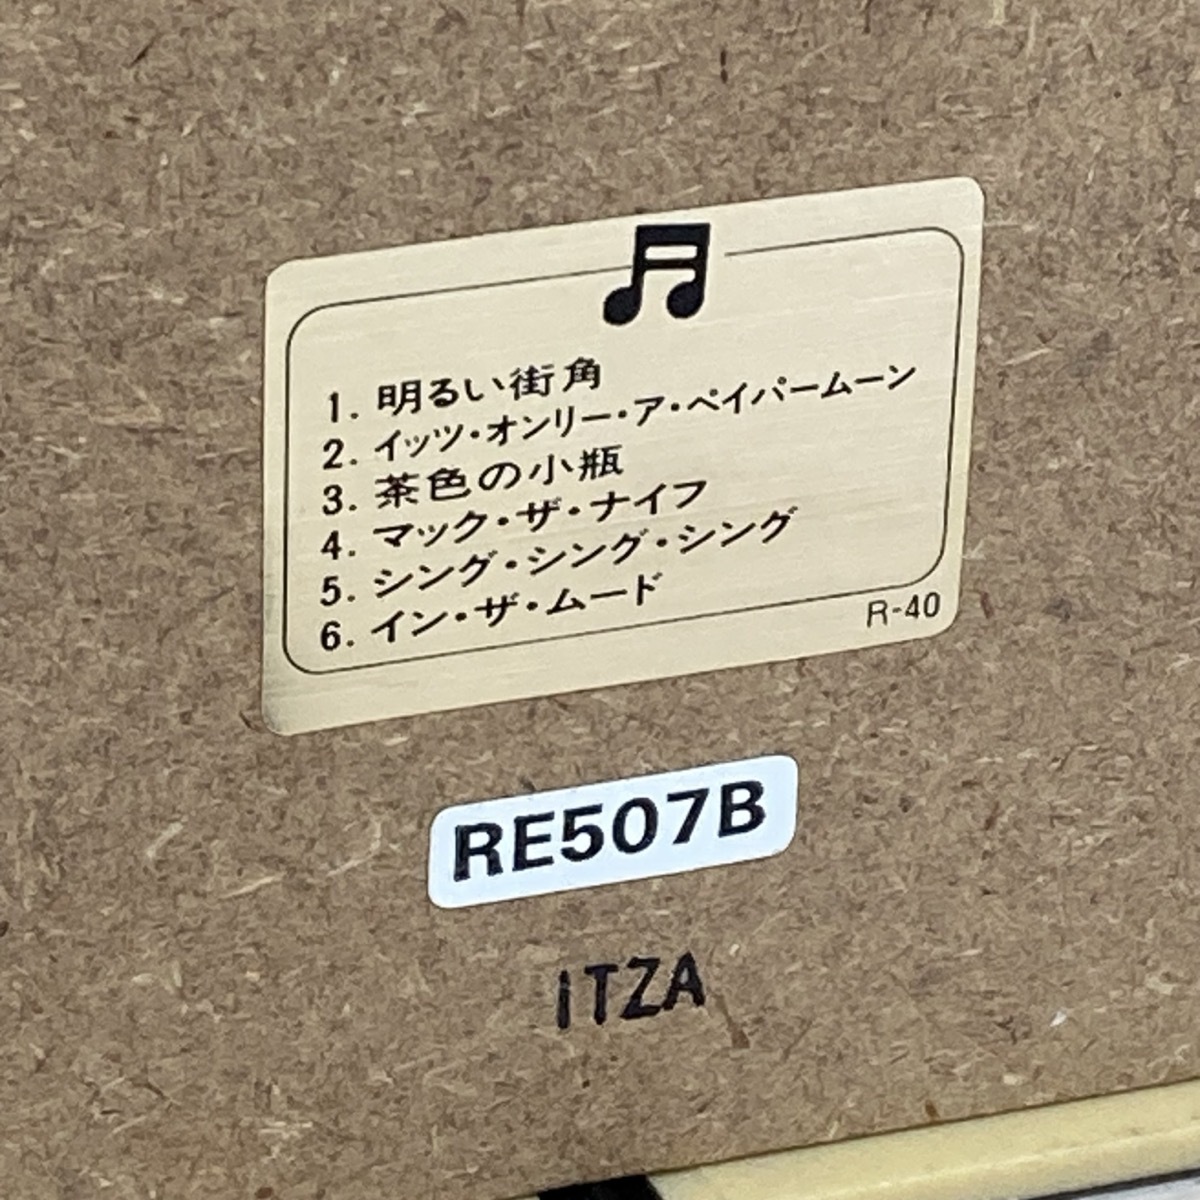 1. 明るい街角
2. イッツ・オンリー・ア・ペイパームーン
3. 茶色の小瓶
4. マック・ザ・ナイフ
5. シング・シング・シング
6. イン・ザ・ムード
R-40
RE507B
ITZA